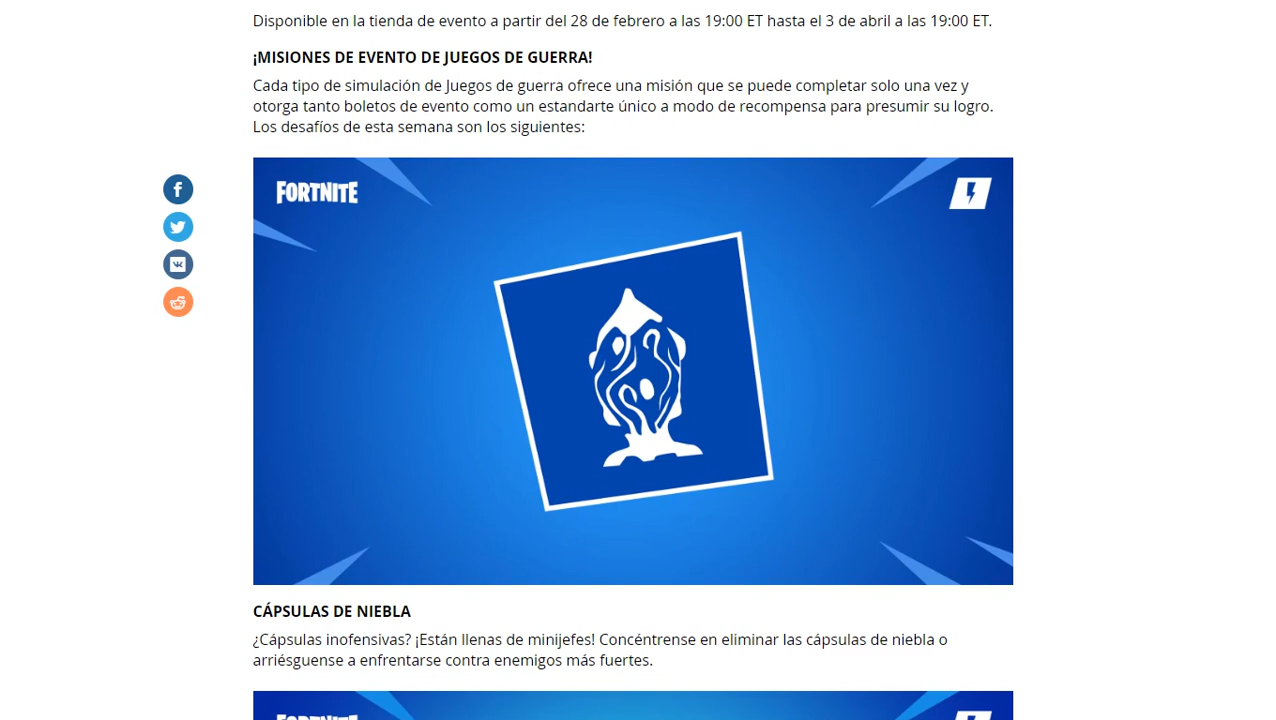 Disponible en la tienda de evento a partir del 28 de febrero a las 19:00 ET hasta el 3 de abril a las 19:00 ET.
¡MISIONES DE EVENTO DE JUEGOS DE GUERRA!
Cada tipo de simulación de Juegos de guerra ofrece una misión que se puede completar solo una vez y
otorga tanto boletos de evento como un estandarte único a modo de recompensa para presumir su logro.
Los desafíos de esta semana son los siguientes:
FORTNITE
CÁPSULAS DE NIEBLA
¿Cápsulas inofensivas? ¡Están llenas de minijefes! Concéntrense en eliminar las cápsulas de niebla o
arriésguense a enfrentarse contra enemigos más fuertes.
FORTNITE